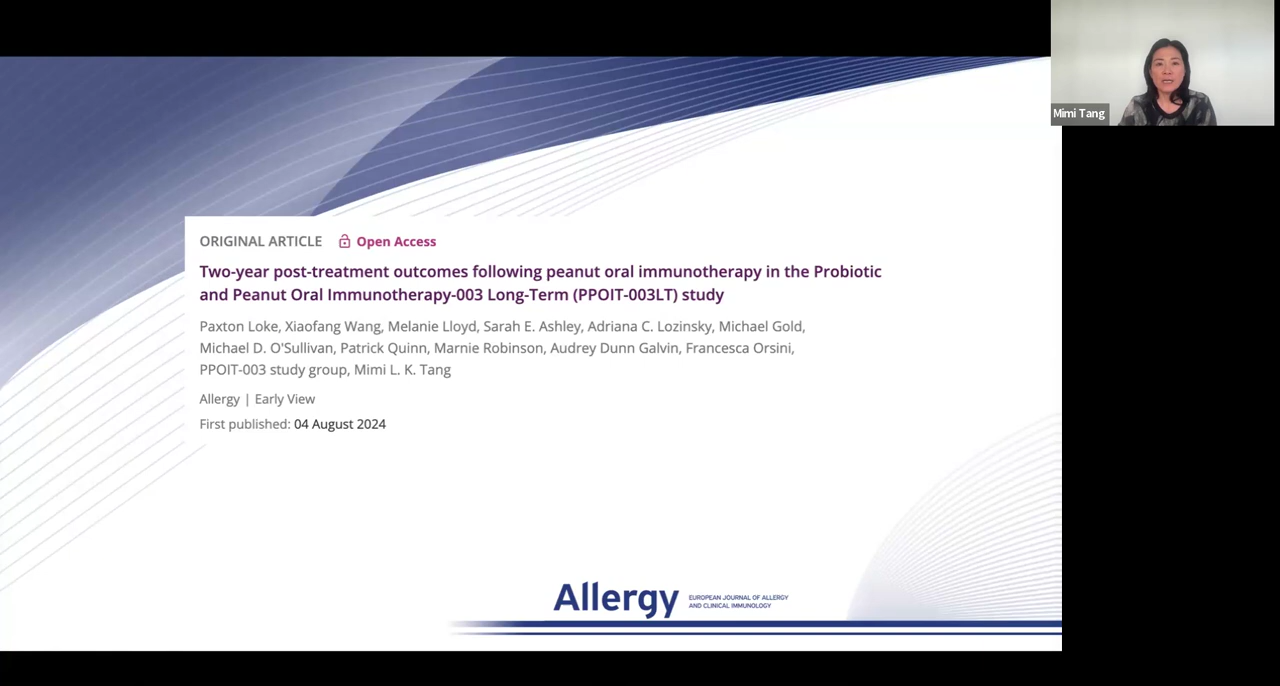 Mimi Tang
ORIGINAL ARTICLE Open Access
Two-year post-treatment outcomes following peanut oral immunotherapy in the Probiotic
and Peanut Oral Immunotherapy-003 Long-Term (PPOIT-003LT) study
Paxton Loke, Xiaofang Wang, Melanie Lloyd, Sarah E. Ashley, Adriana C. Lozinsky, Michael Gold,
Michael D. O'Sullivan, Patrick Quinn, Marnie Robinson, Audrey Dunn Galvin, Francesca Orsini,
PPOIT-003 study group, Mimi L. K. Tang
Allergy | Early View
First published: 04 August 2024
Allergy
EUROPEAN JOURNAL OF ALLERGY
AND CLINICAL IMMUNOLOGY